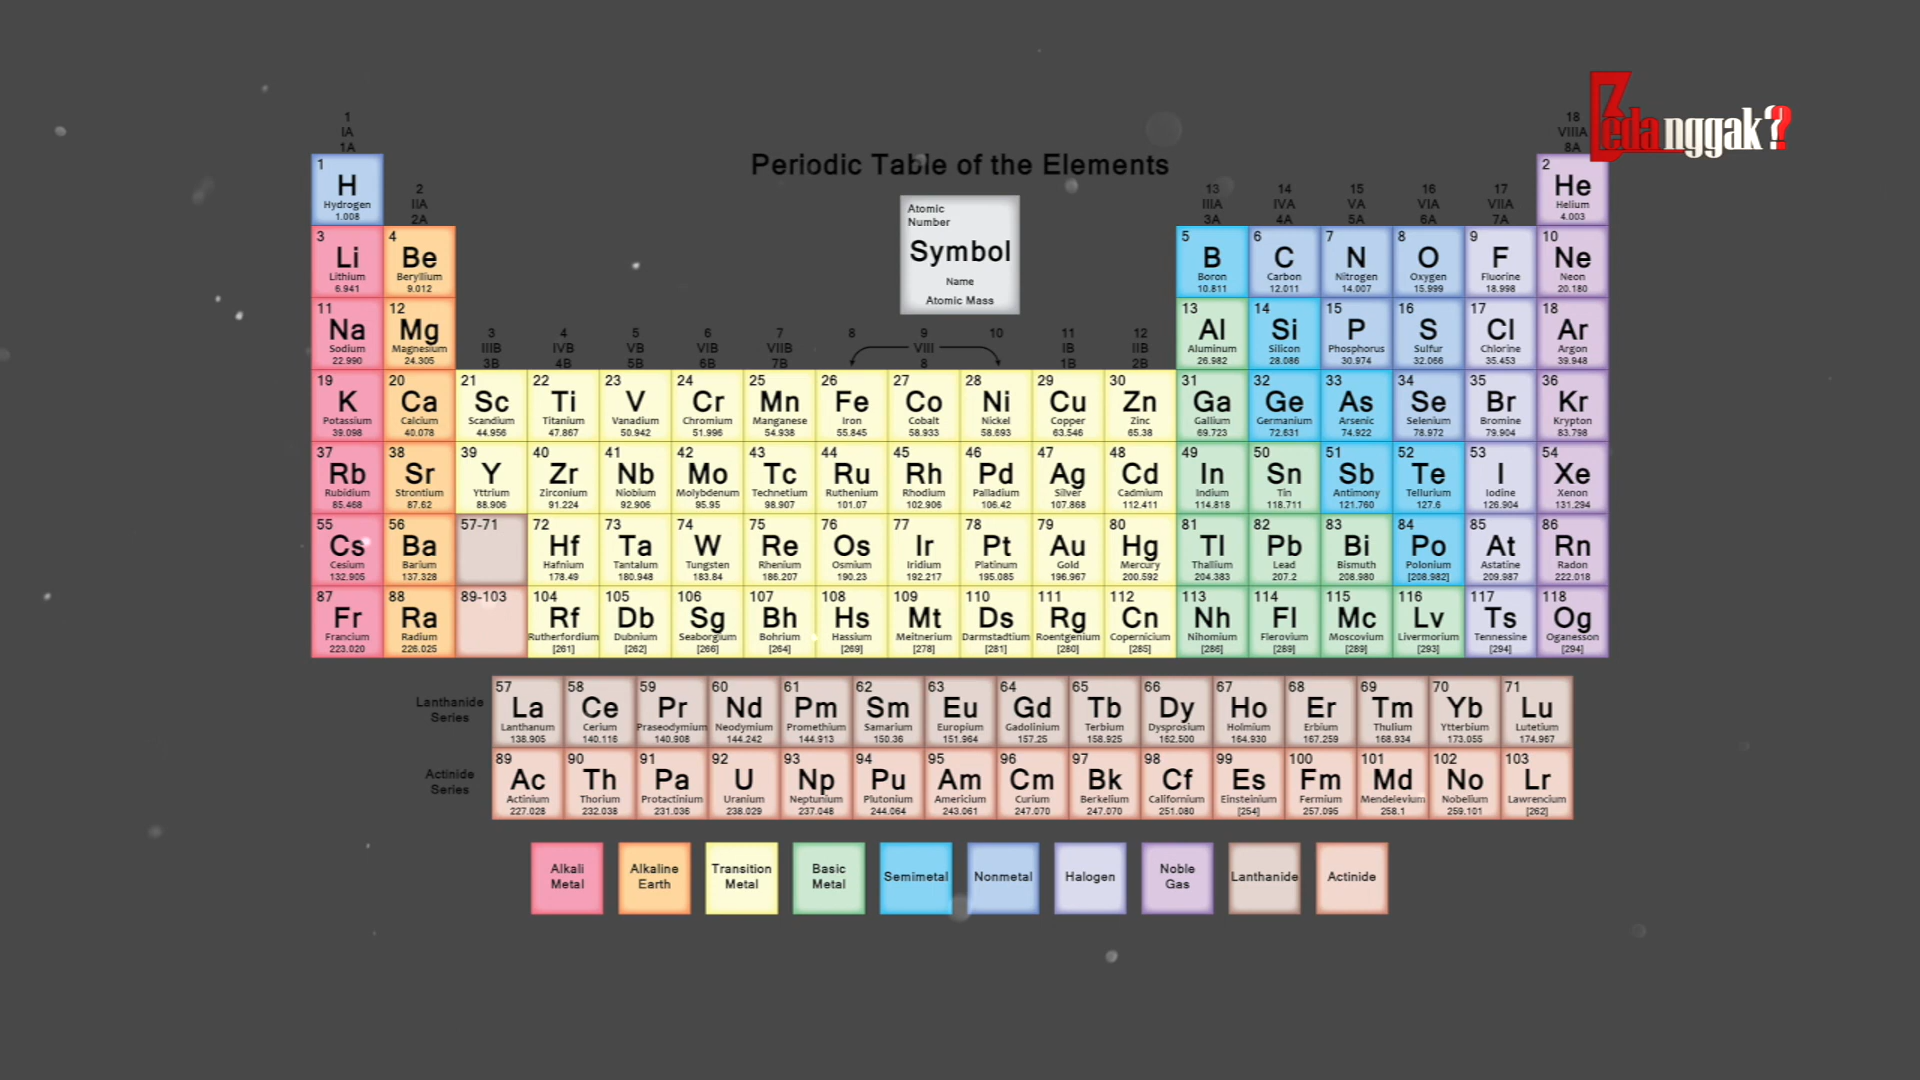 Bedanggak?
1
IA
1A
18
VIIIA
8A
Periodic Table of the Elements
1
H
Hydrogen
1.008
2
IIA
2A
Atomic
Number
Symbol
Name
Atomic Mass
13
IIIA
3A
14
IVA
4A
15
VA
5A
16
VIA
6A
17
VIIA
7A
2
He
Helium
4.003
3 4 5 6 7 8 9 10
Li Be B C N O F Ne
Lithium Beryllium Boron Carbon Nitrogen Oxygen Fluorine Neon
6.941 9.012 10.811 12.011 14.007 15.999 18.998 20.180
11 12 13 14 15 16 17 18
Na Mg Al Si P S Cl Ar
Sodium Magnesium Aluminum Silicon Phosphorus Sulfur Chlorine Argon
22.990 24.305 26.982 28.086 30.974 32.066 35.453 39.948
3 4 5 6 7 8 9 10 11 12
IIIB IVB VB VIB VIIB VIII IB IIB
3B 4B 5B 6B 7B 8 1B 2B
19 20 21 22 23 24 25 26 27 28 29 30 31 32 33 34 35 36
K Ca Sc Ti V Cr Mn Fe Co Ni Cu Zn Ga Ge As Se Br Kr
Potassium Calcium Scandium Titanium Vanadium Chromium Manganese Iron Cobalt Nickel Copper Zinc Gallium Germanium Arsenic Selenium Bromine Krypton
39.098 40.078 44.956 47.867 50.942 51.996 54.938 55.845 58.933 58.693 63.546 65.38 69.723 72.631 74.922 78.972 79.904 83.798
37 38 39 40 41 42 43 44 45 46 47 48 49 50 51 52 53 54
Rb Sr Y Zr Nb Mo Tc Ru Rh Pd Ag Cd In Sn Sb Te I Xe
Rubidium Strontium Yttrium Zirconium Niobium Molybdenum Technetium Ruthenium Rhodium Palladium Silver Cadmium Indium Tin Antimony Tellurium Iodine Xenon
85.468 87.62 88.906 91.224 92.906 95.95 98.907 101.07 102.906 106.42 107.868 112.411 114.818 118.711 121.760 127.6 126.904 131.294
55 56 57-71 72 73 74 75 76 77 78 79 80 81 82 83 84 85 86
Cs Ba Hf Ta W Re Os Ir Pt Au Hg Tl Pb Bi Po At Rn
Cesium Barium Hafnium Tantalum Tungsten Rhenium Osmium Iridium Platinum Gold Mercury Thallium Lead Bismuth Polonium Astatine Radon
132.905 137.328 178.49 180.948 183.84 186.207 190.23 192.217 195.085 196.967 200.592 204.383 207.2 208.980 [208.982] 209.987 222.018
87 88 89-103 104 105 106 107 108 109 110 111 112 113 114 115 116 117 118
Fr Ra Rf Db Sg Bh Hs Mt Ds Rg Cn Nh Fl Mc Lv Ts Og
Francium Radium Rutherfordium Dubnium Seaborgium Bohrium Hassium Meitnerium Darmstadtium Roentgenium Copernicium Nihomium Flerovium Moscovium Livermorium Tennessine Oganesson
223.020 226.025 [261] [262] [266] [264] [269] [278] [281] [280] [285] [286] [289] [289] [293] [294] [294]
Lanthanide
Series
57 58 59 60 61 62 63 64 65 66 67 68 69 70 71
La Ce Pr Nd Pm Sm Eu Gd Tb Dy Ho Er Tm Yb Lu
Lanthanum Cerium Praseodymium Neodymium Promethium Samarium Europium Gadolinium Terbium Dysprosium Holmium Erbium Thulium Ytterbium Lutetium
138.905 140.116 140.908 144.242 144.913 150.36 151.964 157.25 158.925 162.500 164.930 167.259 168.934 173.055 174.967
Actinide
Series
89 90 91 92 93 94 95 96 97 98 99 100 101 102 103
Ac Th Pa U Np Pu Am Cm Bk Cf Es Fm Md No Lr
Actinium Thorium Protactinium Uranium Neptunium Plutonium Americium Curium Berkelium Californium Einsteinium Fermium Mendelevium Nobelium Lawrencium
227.028 232.038 231.036 238.029 237.048 244.064 243.061 247.070 247.070 251.080 [254] 257.095 258.1 259.101 [262]
Alkali
Metal
Alkaline
Earth
Transition
Metal
Basic
Metal
Semimetal
Nonmetal
Halogen
Noble
Gas
Lanthanide
Actinide